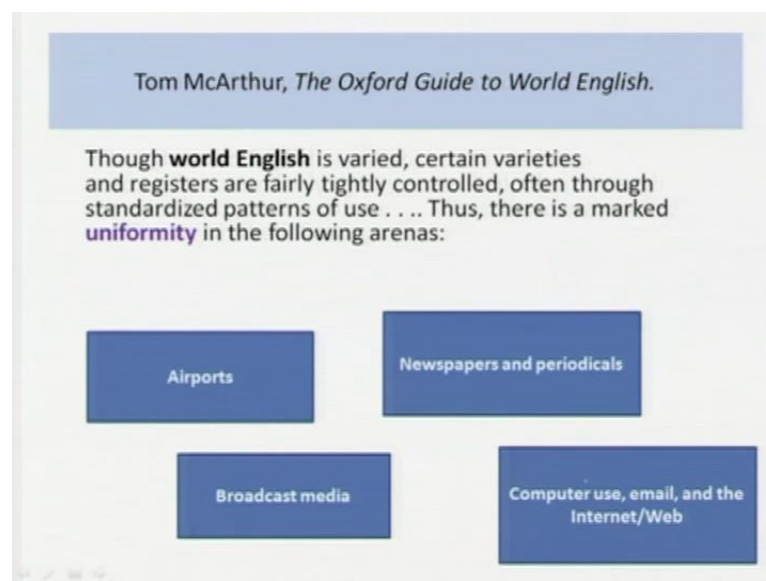 Tom McArthur, The Oxford Guide to World English.
Though world English is varied, certain varieties
and registers are fairly tightly controlled, often through
standardized patterns of use . . .. Thus, there is a marked
uniformity in the following arenas:
Airports
Newspapers and periodicals
Broadcast media
Computer use, email, and the
Internet/Web